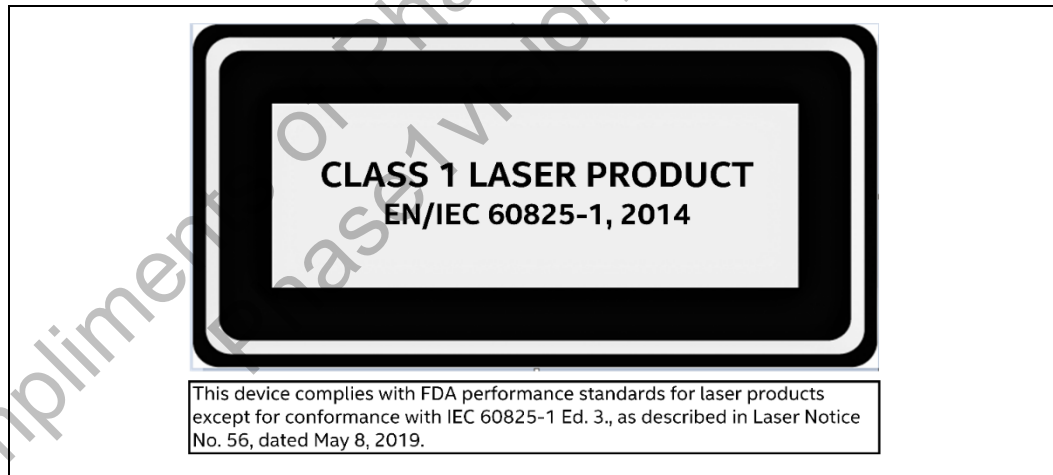 CLASS 1 LASER PRODUCT
EN/IEC 60825-1, 2014
This device complies with FDA performance standards for laser products
except for conformance with IEC 60825-1 Ed. 3., as described in Laser Notice
No. 56, dated May 8, 2019.